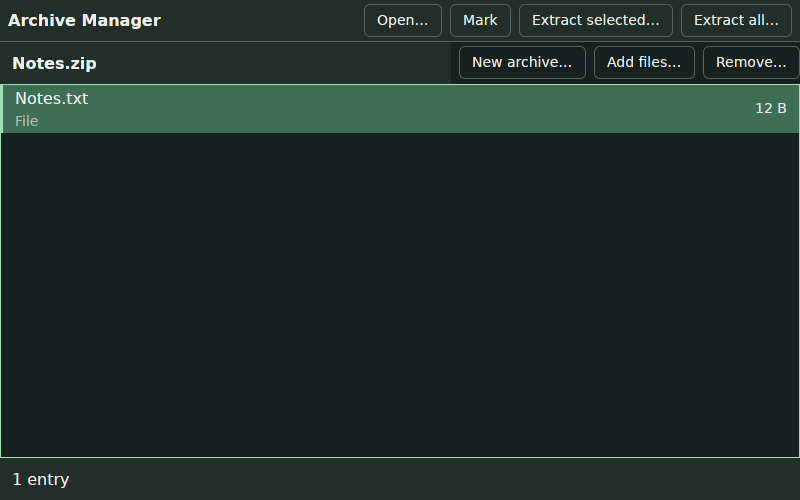 Archive Manager
Open...
Mark
Extract selected...
Extract all...
Notes.zip
New archive...
Add files...
Remove...
Notes.txt
File
12 B
1 entry